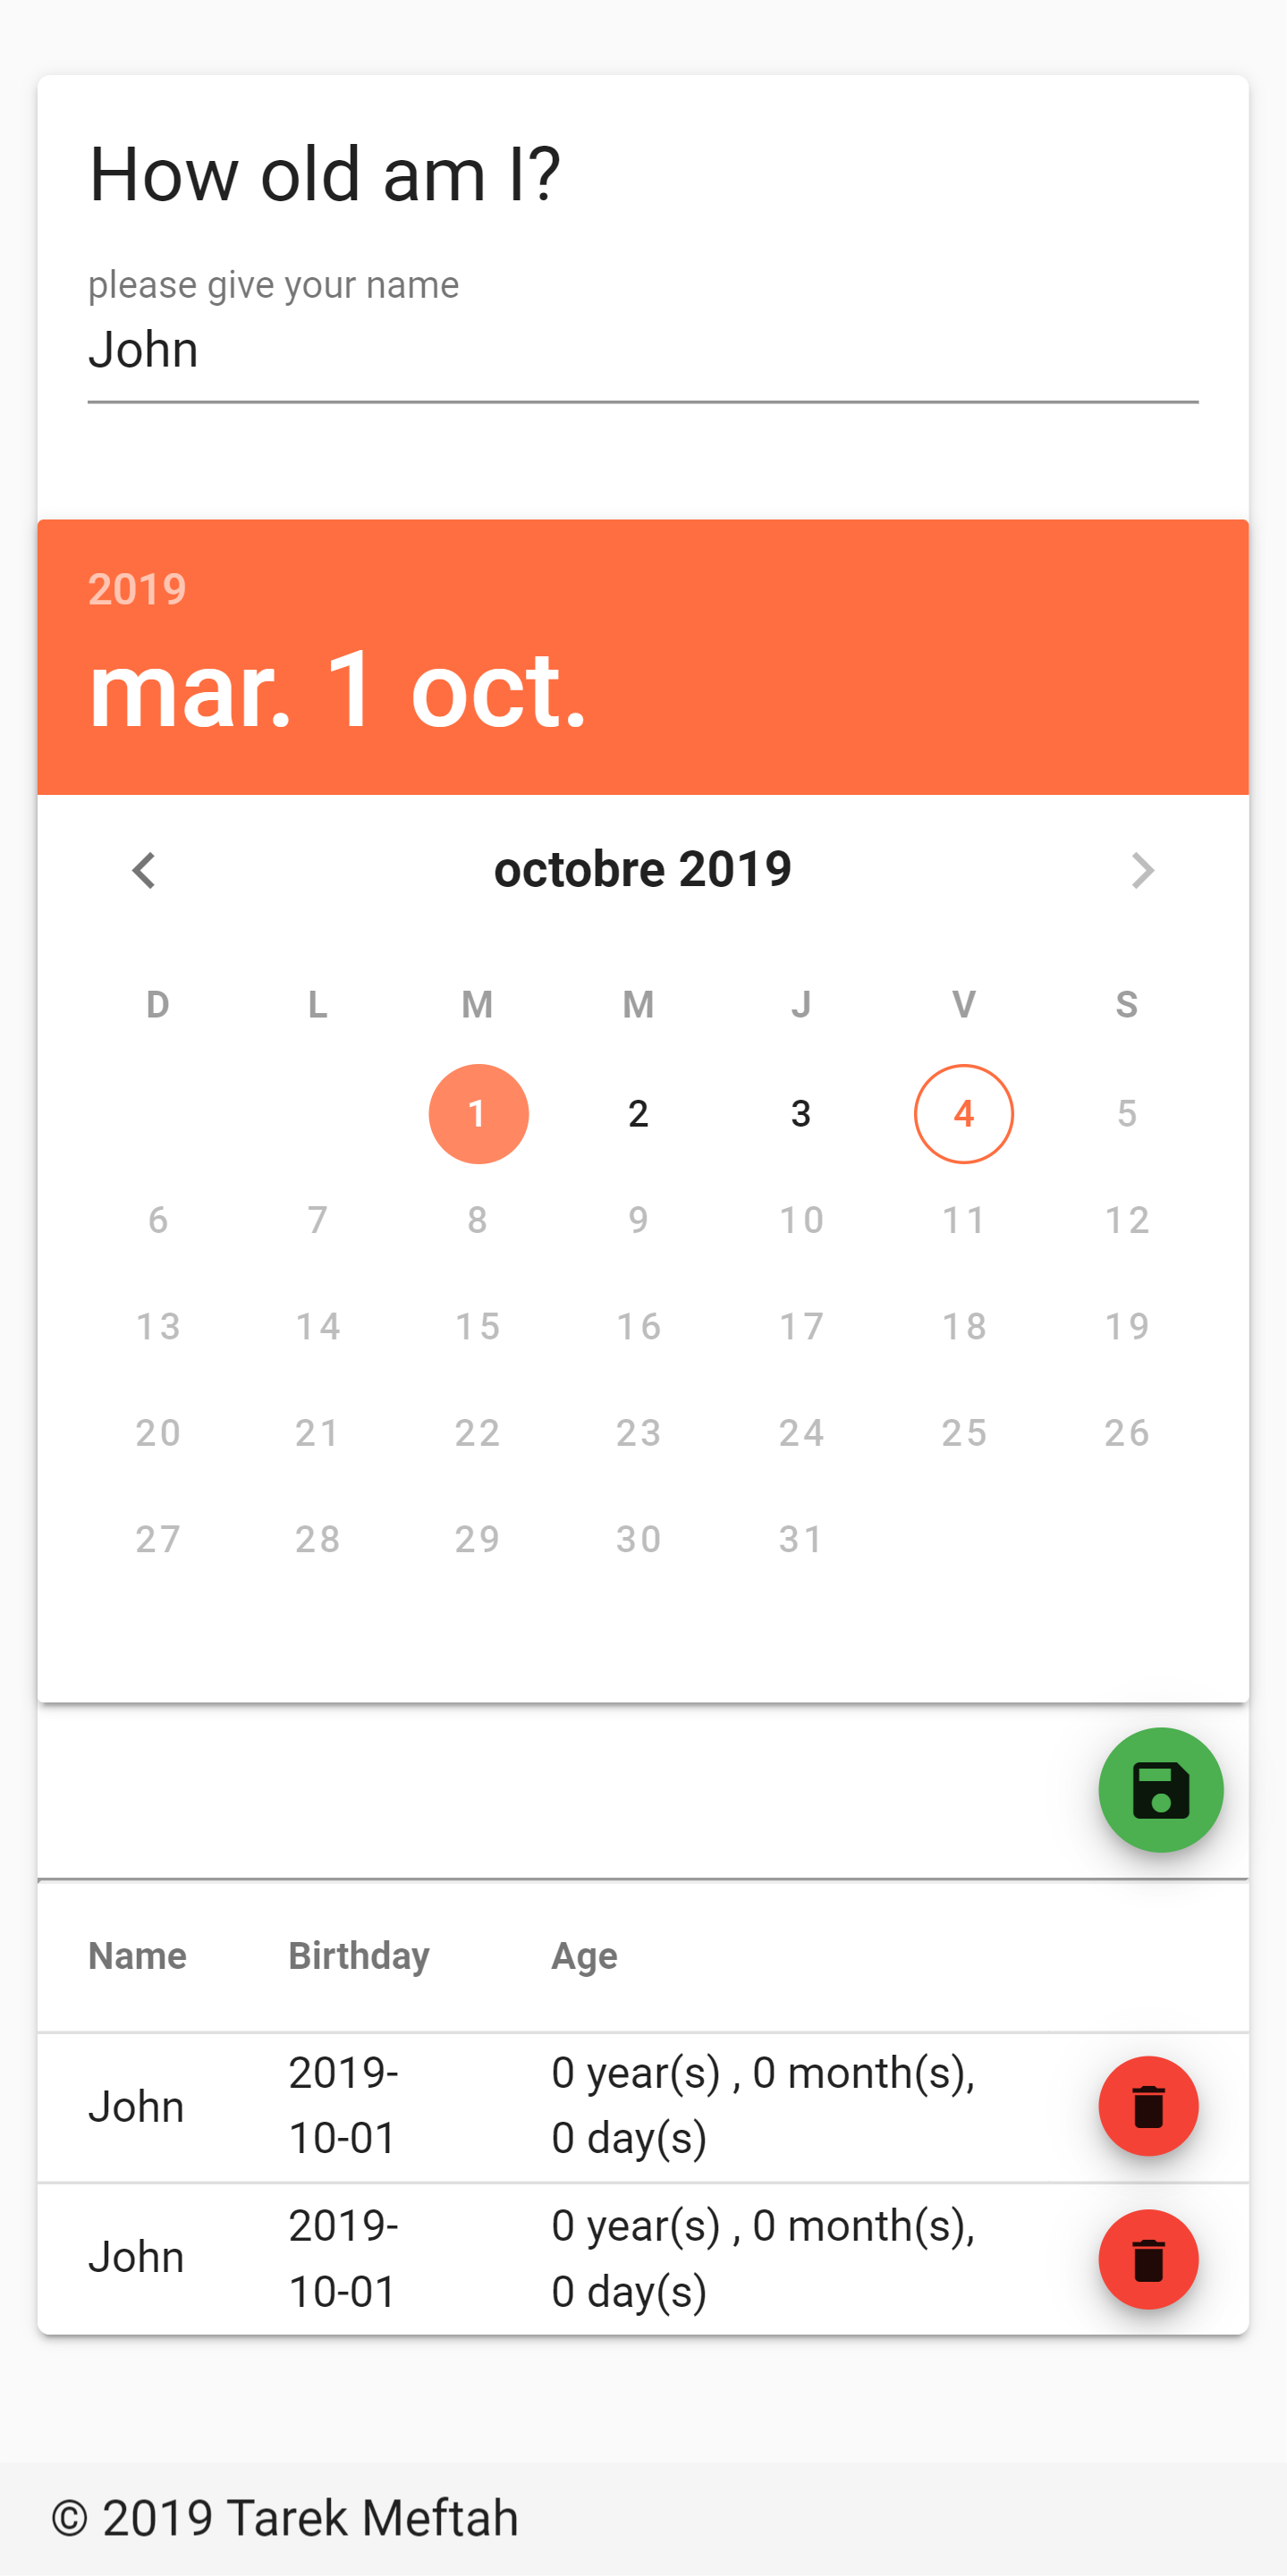 How old am I?
please give your name
John
2019
mar. 1 oct.
octobre 2019
D L M M J V S
1 2 3 4 5
6 7 8 9 10 11 12
13 14 15 16 17 18 19
20 21 22 23 24 25 26
27 28 29 30 31
Name Birthday Age
John 2019-
10-01 0 year(s) , 0 month(s),
0 day(s)
John 2019-
10-01 0 year(s) , 0 month(s),
0 day(s)
© 2019 Tarek Meftah